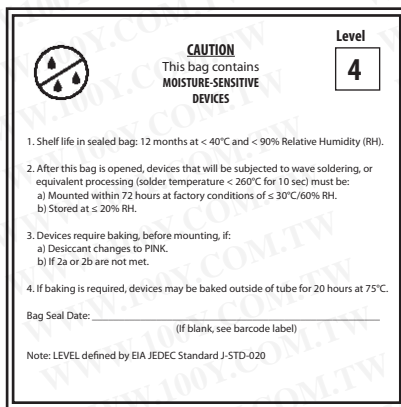 Level
4
CAUTION
This bag contains
MOISTURE-SENSITIVE
DEVICES
1. Shelf life in sealed bag: 12 months at < 40°C and < 90% Relative Humidity (RH).
2. After this bag is opened, devices that will be subjected to wave soldering, or
equivalent processing (solder temperature < 260°C for 10 sec) must be:
a) Mounted within 72 hours at factory conditions of ≤ 30°C/60% RH.
b) Stored at ≤ 20% RH.
3. Devices require baking, before mounting, if:
a) Desiccant changes to PINK.
b) If 2a or 2b are not met.
4. If baking is required, devices may be baked outside of tube for 20 hours at 75°C.
Bag Seal Date: ______________________________
(If blank, see barcode label)
Note: LEVEL defined by EIA JEDEC Standard J-STD-020
WWW.100Y.COM.TW